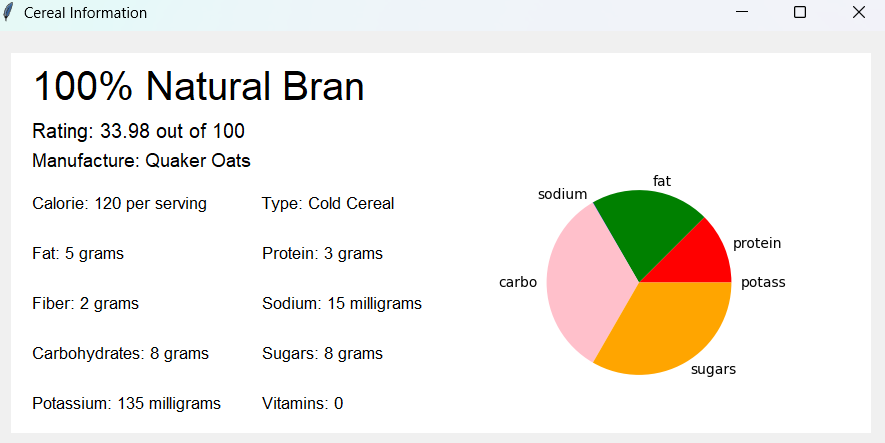 Cereal Information
100% Natural Bran
Rating: 33.98 out of 100
Manufacture: Quaker Oats
Calorie: 120 per serving
Type: Cold Cereal
Fat: 5 grams
Protein: 3 grams
Fiber: 2 grams
Sodium: 15 milligrams
Carbohydrates: 8 grams
Sugars: 8 grams
Potassium: 135 milligrams
Vitamins: 0
fat
sodium
protein
carbo
potass
sugars